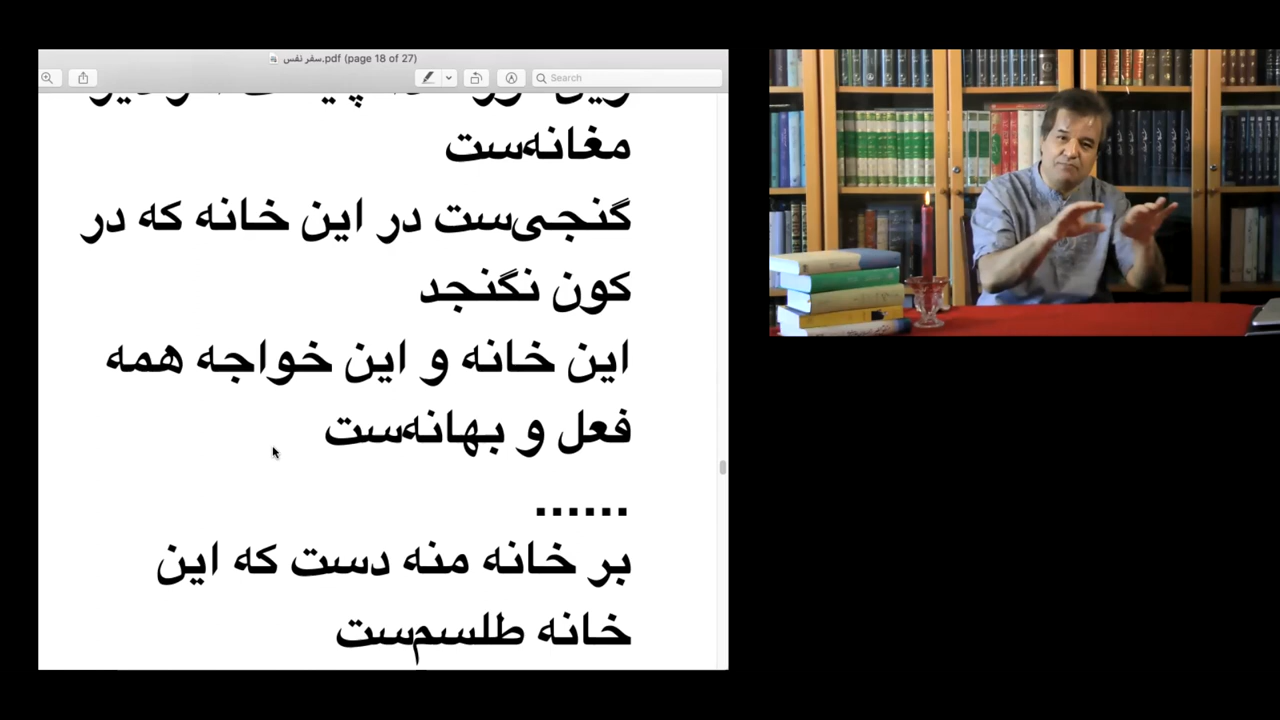 سفر نفس.pdf (page 18 of 27)
Search
مغانه‌ست
گنجی‌ست در این خانه که در
کون نگنجد
این خانه و این خواجه همه
فعل و بهانه‌ست
......
بر خانه منه دست که این
خانه طلسم‌ست